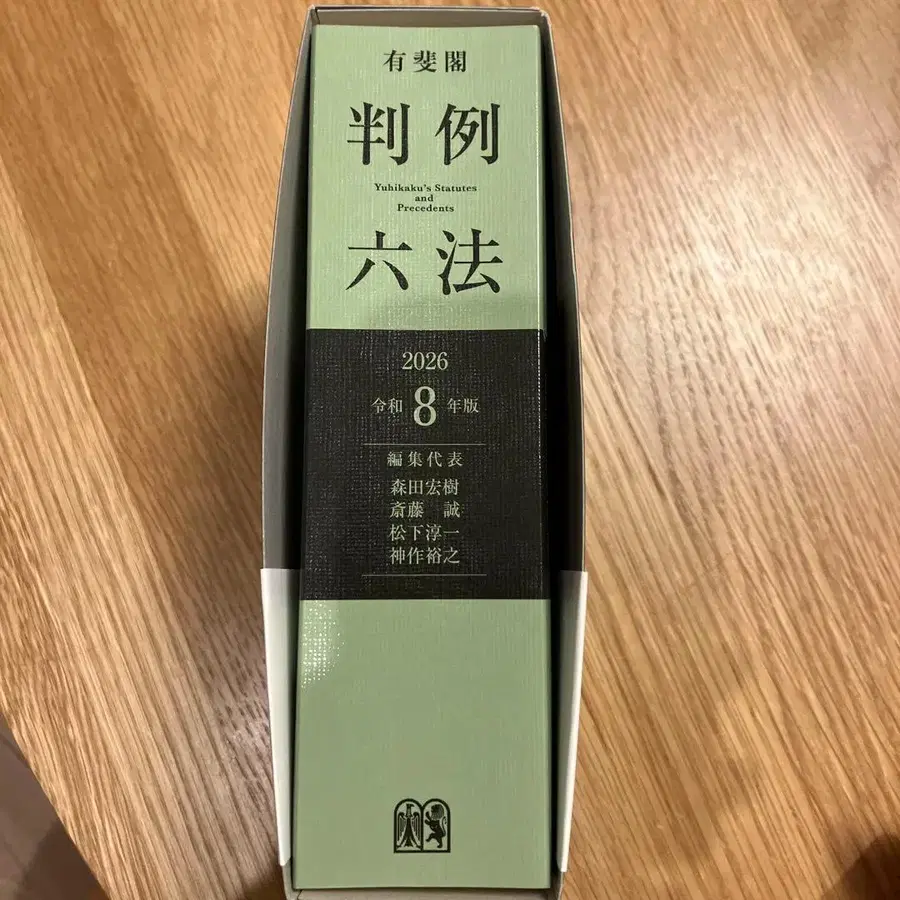 有斐閣
判例
Yuhikaku's Statutes
and
Precedents
六法
2026
令和8年版
編集代表
森田宏樹
斎藤 誠
松下淳一
神作裕之